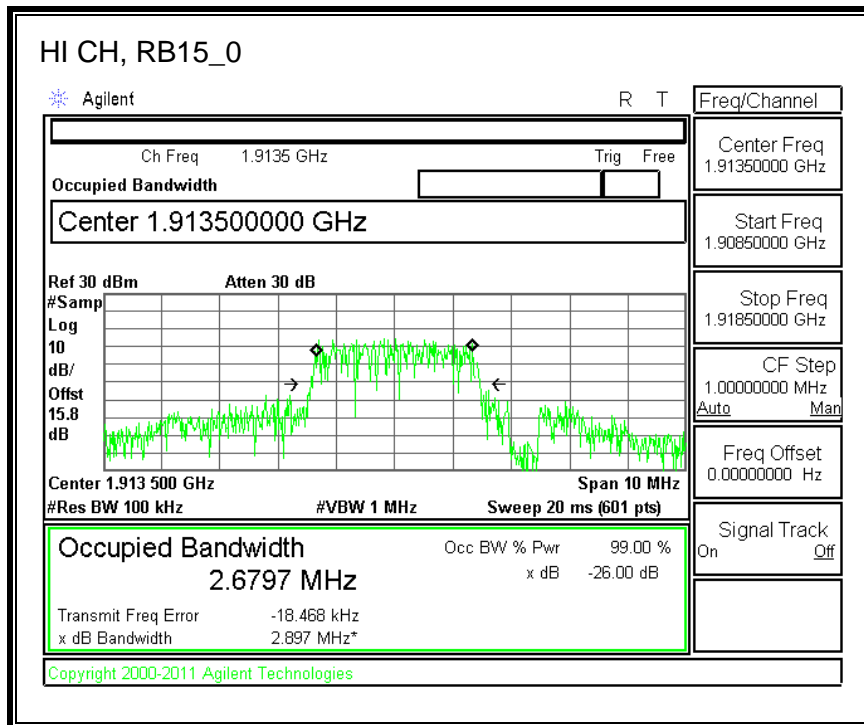 HI CH, RB15_0
Agilent R T
Ch Freq 1.9135 GHz Trig Free
Occupied Bandwidth
Center 1.913500000 GHz
Ref 30 dBm Atten 30 dB
#Samp
Log
10
dB/
Offst
15.8
dB
Center 1.913 500 GHz Span 10 MHz
#Res BW 100 kHz #VBW 1 MHz Sweep 20 ms (601 pts)
Occupied Bandwidth Occ BW % Pwr 99.00 %
2.6797 MHz x dB -26.00 dB
Transmit Freq Error -18.468 kHz
x dB Bandwidth 2.897 MHz*
Copyright 2000-2011 Agilent Technologies
Freq/Channel
Center Freq
1.91350000 GHz
Start Freq
1.90850000 GHz
Stop Freq
1.91850000 GHz
CF Step
1.00000000 MHz
Auto Man
Freq Offset
0.00000000 Hz
Signal Track
On Off